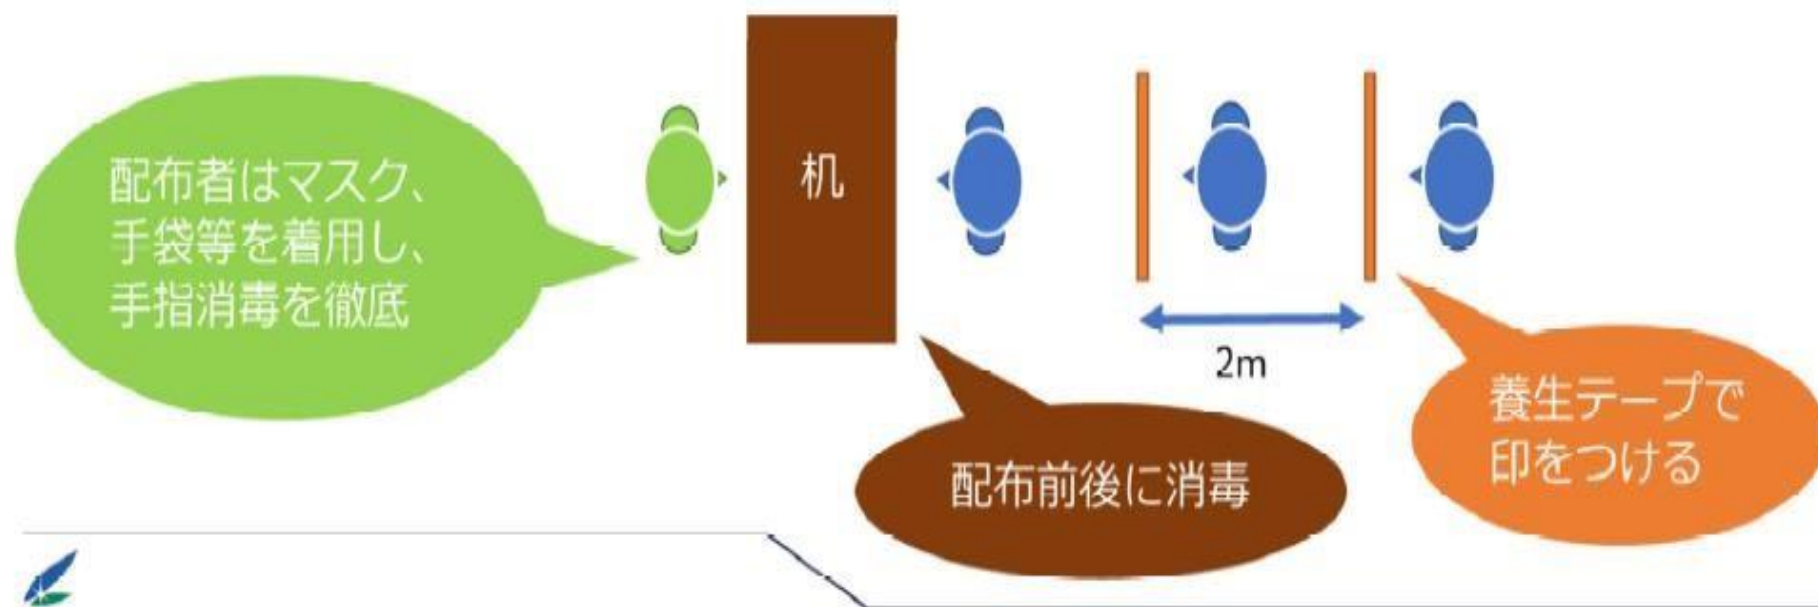 配布者はマスク、
手袋等を着用し、
手指消毒を徹底
机
2m
配布前後に消毒
養生テープで
印をつける